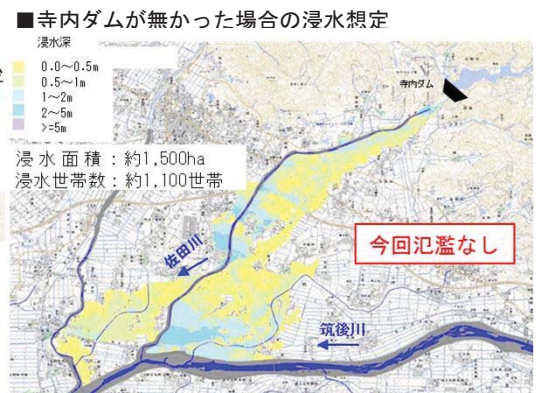 ■寺内ダムが無かった場合の浸水想定
浸水深
0.0～0.5m
0.5～1m
1～2m
2～5m
>=5m
浸水面積：約1,500ha
浸水世帯数：約1,100世帯
寺内ダム
佐田川
今回氾濫なし
筑後川